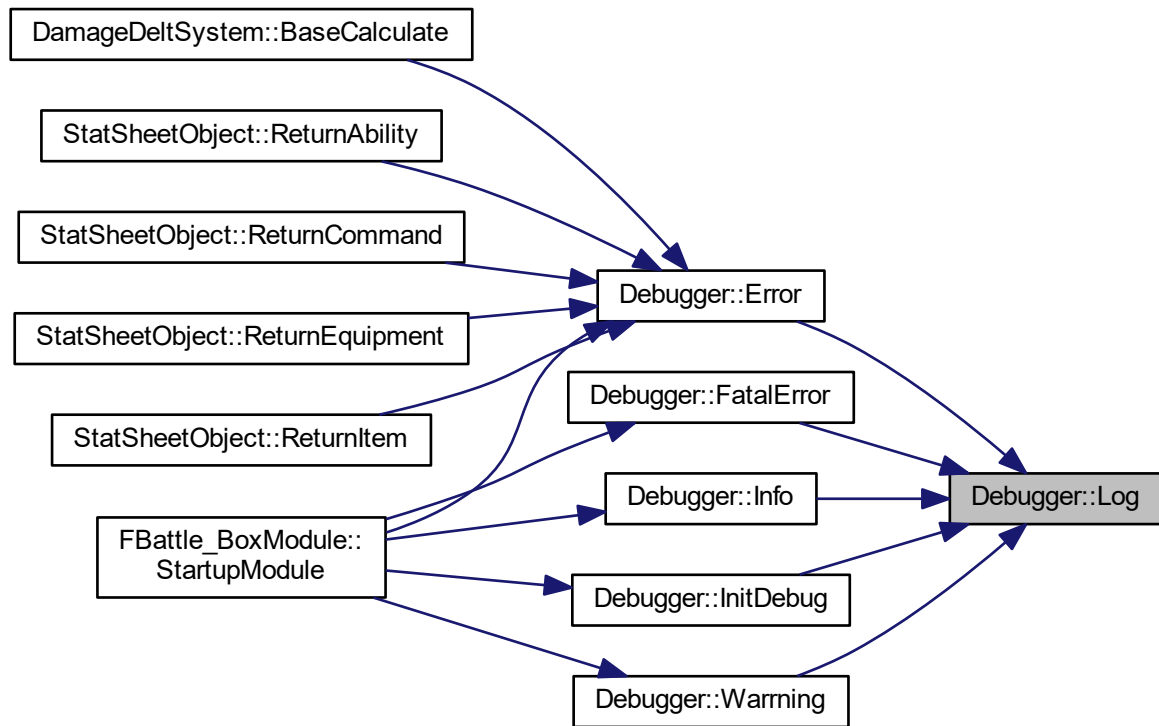 DamageDeltSystem::BaseCalculate
StatSheetObject::ReturnAbility
StatSheetObject::ReturnCommand
StatSheetObject::ReturnEquipment
StatSheetObject::ReturnItem
FBattle_BoxModule::
StartupModule
Debugger::Error
Debugger::FatalError
Debugger::Info
Debugger::InitDebug
Debugger::Warrning
Debugger::Log